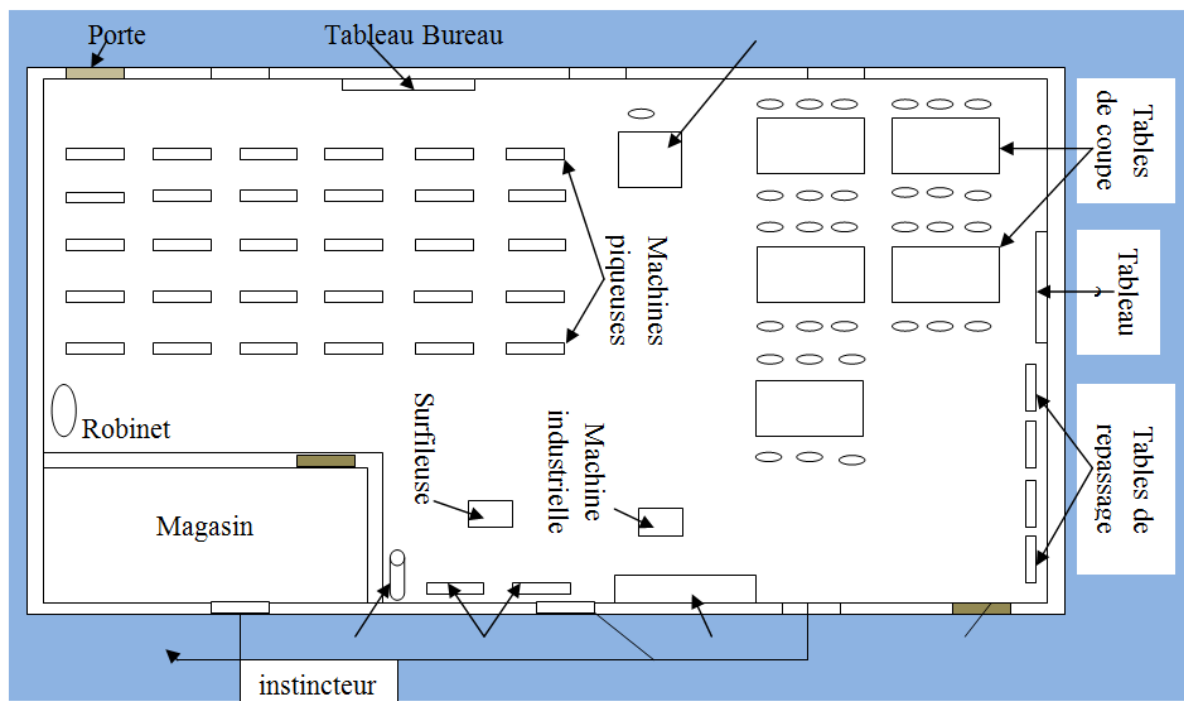 Porte
Tableau Bureau
Tables
de coupe
Machines
piqueuses
Tableau
Robinet
Surfileuse
Machine
industrielle
Tables de
repassage
Magasin
instincteur